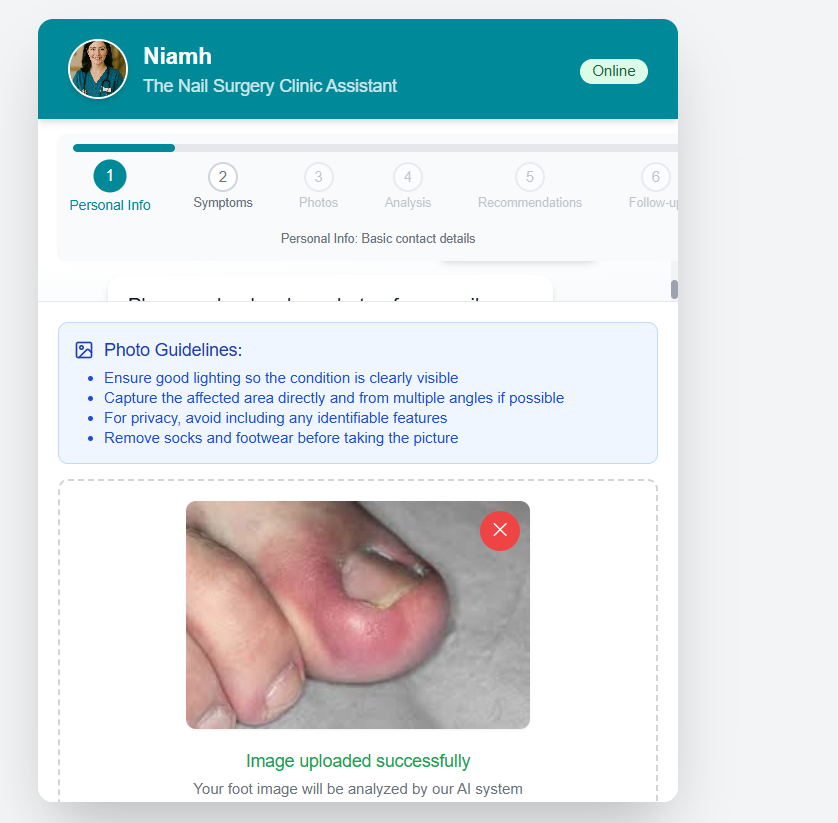 Niamh
The Nail Surgery Clinic Assistant
Online
1 2 3 4 5 6
Personal Info Symptoms Photos Analysis Recommendations
Personal Info: Basic contact details
Photo Guidelines:
Ensure good lighting so the condition is clearly visible
Capture the affected area directly and from multiple angles if possible
For privacy, avoid including any identifiable features
Remove socks and footwear before taking the picture
Image uploaded successfully
Your foot image will be analyzed by our AI system